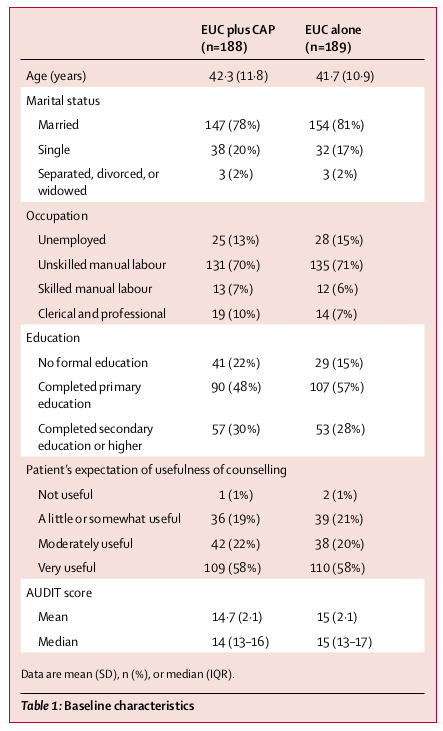 EUC plus CAP EUC alone
(n=188) (n=189)
Age (years) 42·3 (11·8) 41·7 (10·9)
Marital status
Married 147 (78%) 154 (81%)
Single 38 (20%) 32 (17%)
Separated, divorced, or 3 (2%) 3 (2%)
widowed
Occupation
Unemployed 25 (13%) 28 (15%)
Unskilled manual labour 131 (70%) 135 (71%)
Skilled manual labour 13 (7%) 12 (6%)
Clerical and professional 19 (10%) 14 (7%)
Education
No formal education 41 (22%) 29 (15%)
Completed primary 90 (48%) 107 (57%)
education
Completed secondary 57 (30%) 53 (28%)
education or higher
Patient's expectation of usefulness of counselling
Not useful 1 (1%) 2 (1%)
A little or somewhat useful 36 (19%) 39 (21%)
Moderately useful 42 (22%) 38 (20%)
Very useful 109 (58%) 110 (58%)
AUDIT score
Mean 14·7 (2·1) 15 (2·1)
Median 14 (13–16) 15 (13–17)
Data are mean (SD), n (%), or median (IQR).
Table 1: Baseline characteristics